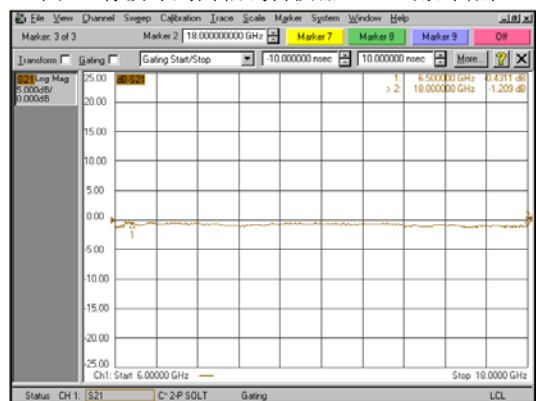 File View Channel Sweep Calibration Trace Scale Marker System Window Help
Marker: 3 of 3 Marker 2 18.000000000 GHz Marker 7 Marker 8 Marker 9 Off
Transform Gating Gating Start/Stop -10.000000 nsec 10.000000 nsec More... ?
S21 Log Mag
5.000dB/
0.000dB
25.00 dB-S21
1: 6.500000 GHz -0.4311 dB
> 2: 18.000000 GHz -1.209 dB
20.00
15.00
10.00
5.00
0.00
1
-5.00
-10.00
-15.00
-20.00
-25.00
Ch1: Start 6.00000 GHz Stop 18.0000 GHz
Status CH 1: S21 C* 2-P SOLT Gating LCL